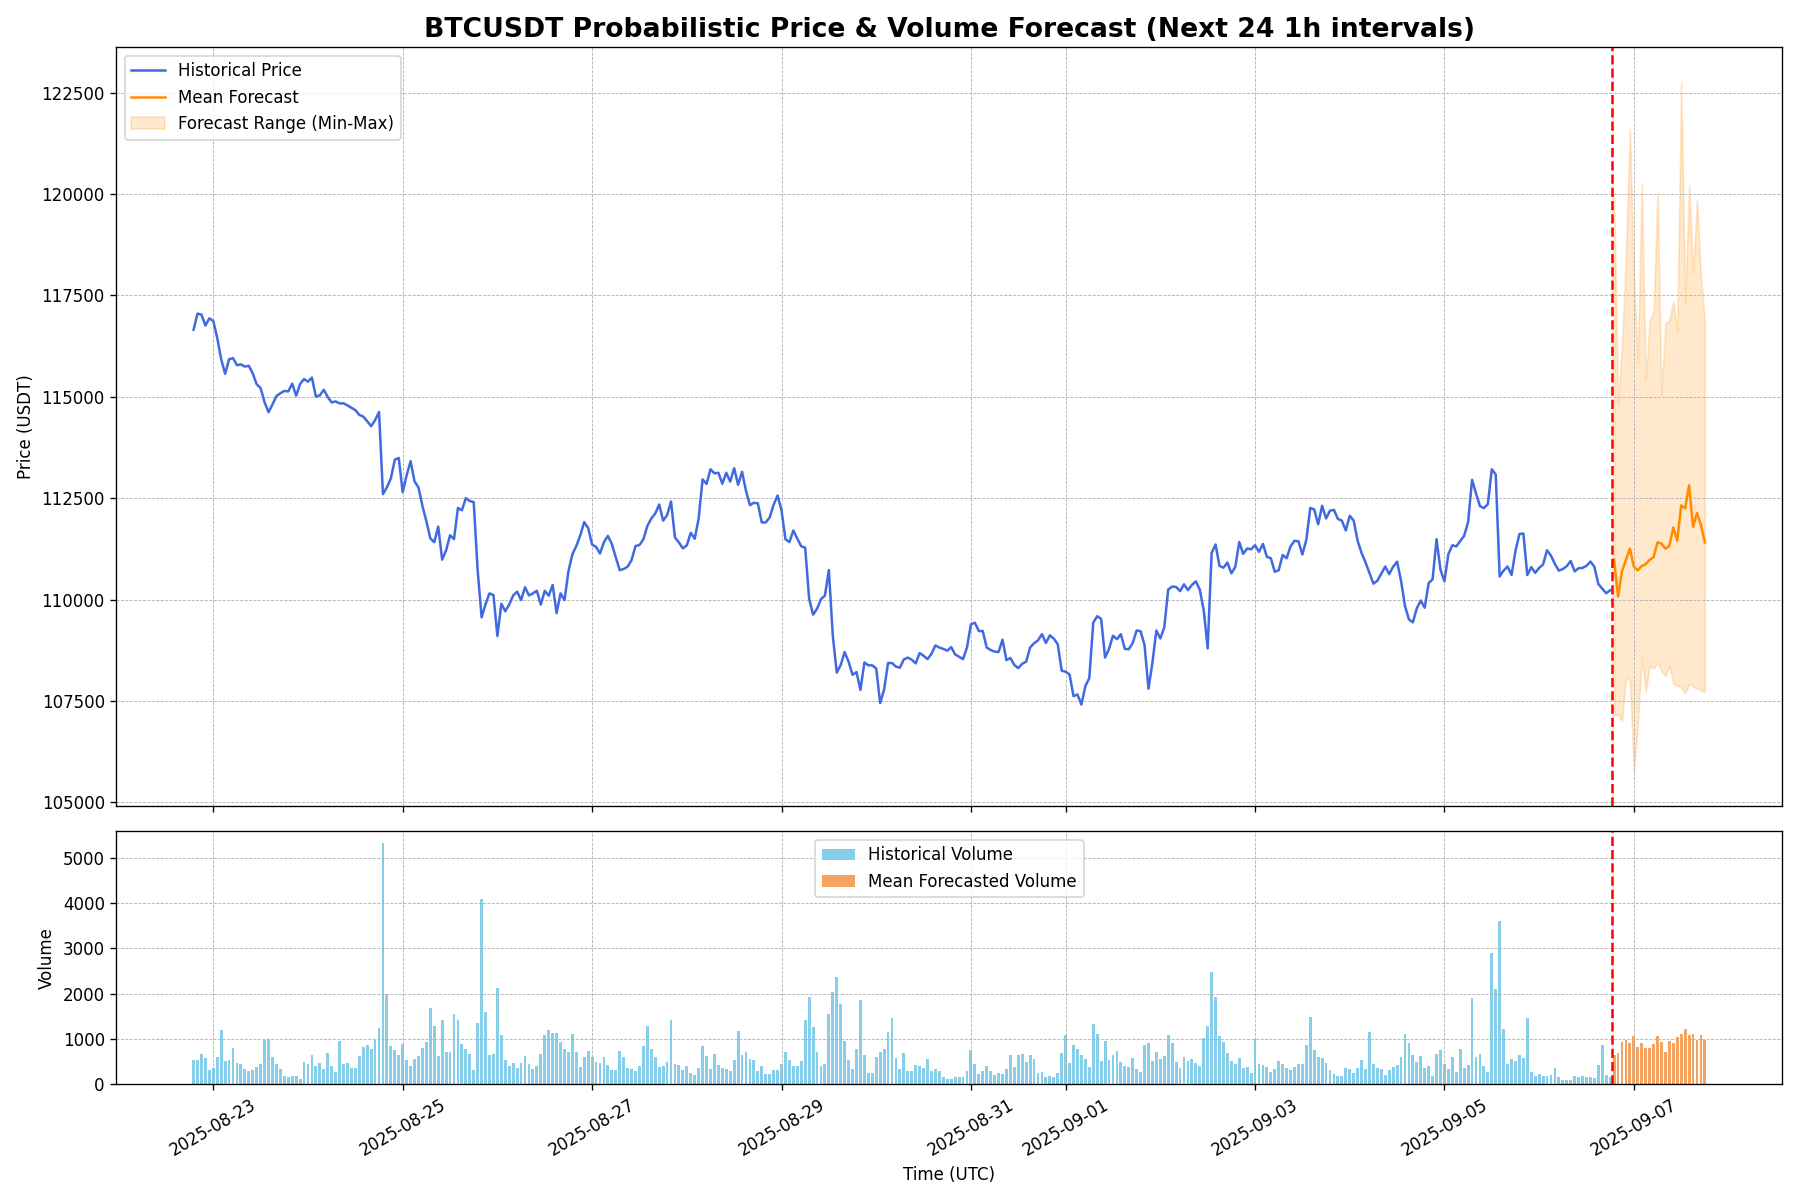 BTCUSDT Probabilistic Price & Volume Forecast (Next 24 1h intervals)
Historical Price
Mean Forecast
Forecast Range (Min-Max)
Price (USDT)
122500
120000
117500
115000
112500
110000
107500
105000
Historical Volume
Mean Forecasted Volume
Volume
5000
4000
3000
2000
1000
0
2025-08-23
2025-08-25
2025-08-27
2025-08-29
2025-08-31
2025-09-01
2025-09-03
2025-09-05
2025-09-07
Time (UTC)